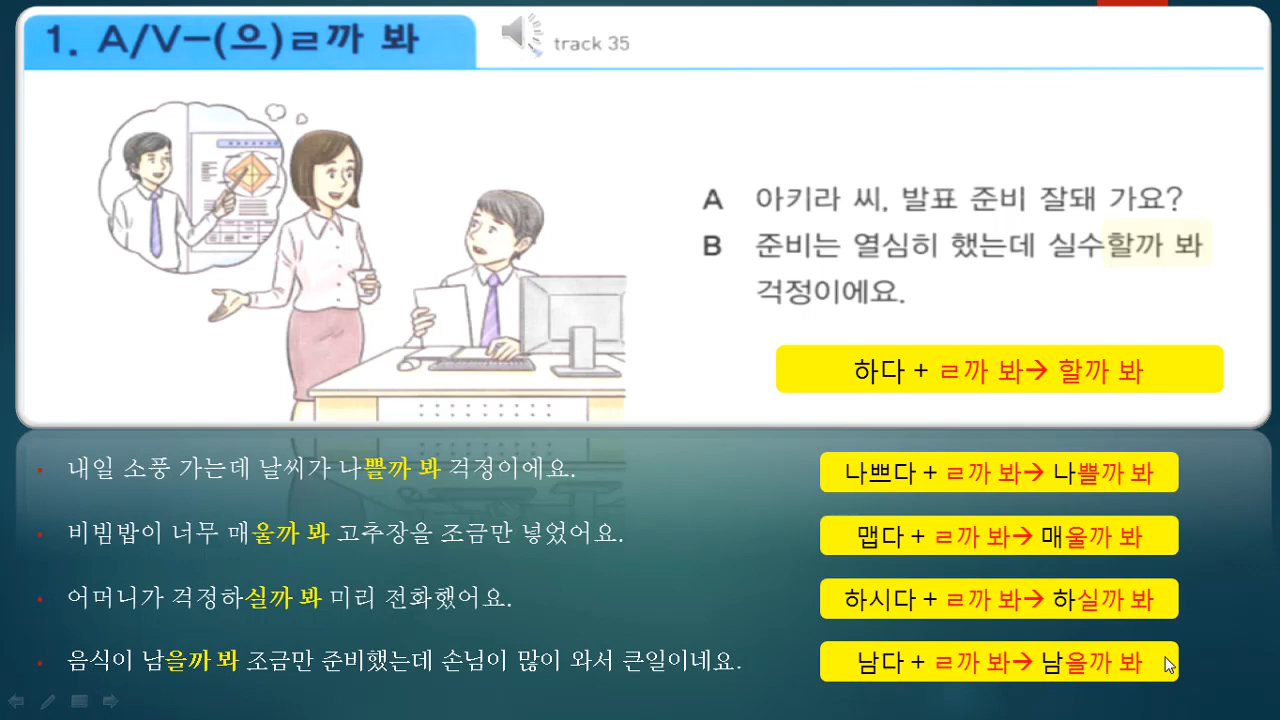 1. A/V-(으)ㄹ까 봐
track 35
A 아키라 씨, 발표 준비 잘돼 가요?
B 준비는 열심히 했는데 실수할까 봐
걱정이에요.
하다 + ㄹ까 봐→ 할까 봐
• 내일 소풍 가는데 날씨가 나쁠까 봐 걱정이에요.
나쁘다 + ㄹ까 봐→ 나쁠까 봐
• 비빔밥이 너무 매울까 봐 고추장을 조금만 넣었어요.
맵다 + ㄹ까 봐→ 매울까 봐
• 어머니가 걱정하실까 봐 미리 전화했어요.
하시다 + ㄹ까 봐→ 하실까 봐
• 음식이 남을까 봐 조금만 준비했는데 손님이 많이 와서 큰일이네요.
남다 + ㄹ까 봐→ 남을까 봐